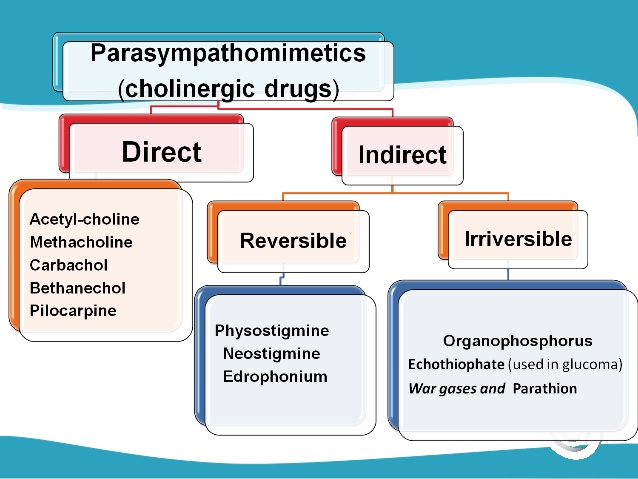 Parasympathomimetics
(cholinergic drugs)
Direct
Indirect
Acetyl-choline
Methacholine
Carbachol
Bethanechol
Pilocarpine
Reversible
Irriversible
Physostigmine
Neostigmine
Edrophonium
Organophosphorus
Echothiophate (used in glucoma)
War gases and Parathion